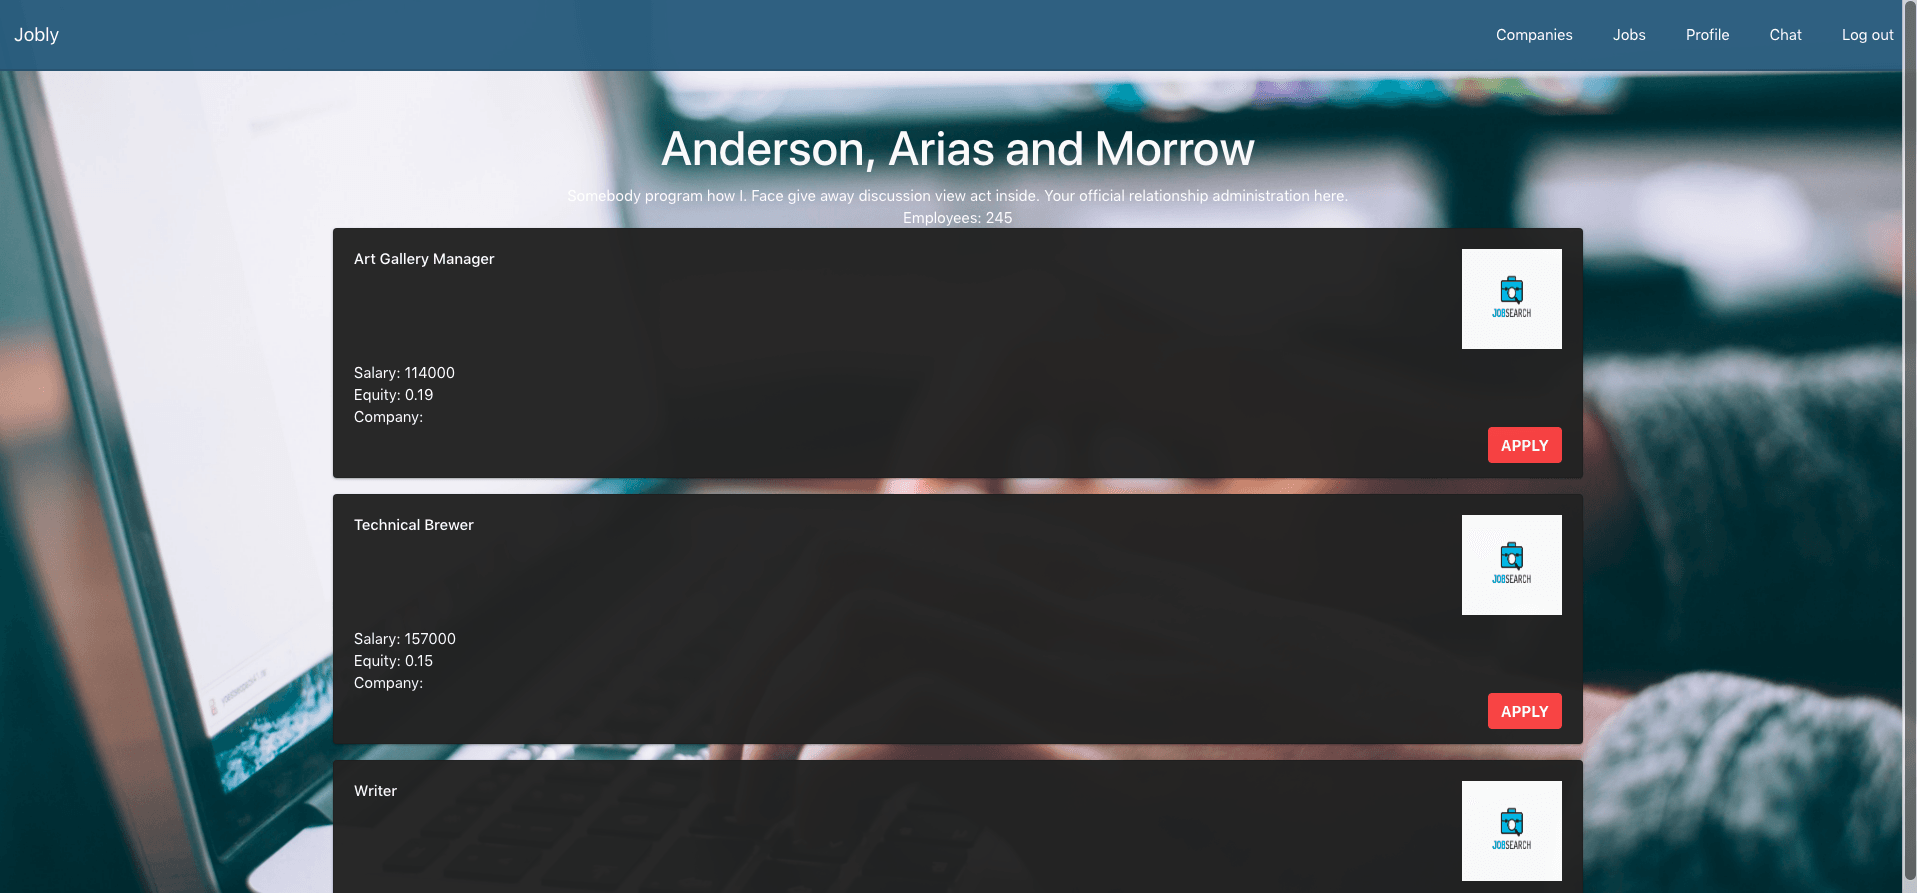 Jobly
Companies Jobs Profile Chat Log out
Anderson, Arias and Morrow
Somebody program how I. Face give away discussion view act inside. Your official relationship administration here.
Employees: 245
Art Gallery Manager
JOBSEARCH
Salary: 114000
Equity: 0.19
Company:
APPLY
Technical Brewer
JOBSEARCH
Salary: 157000
Equity: 0.15
Company:
APPLY
Writer
JOBSEARCH